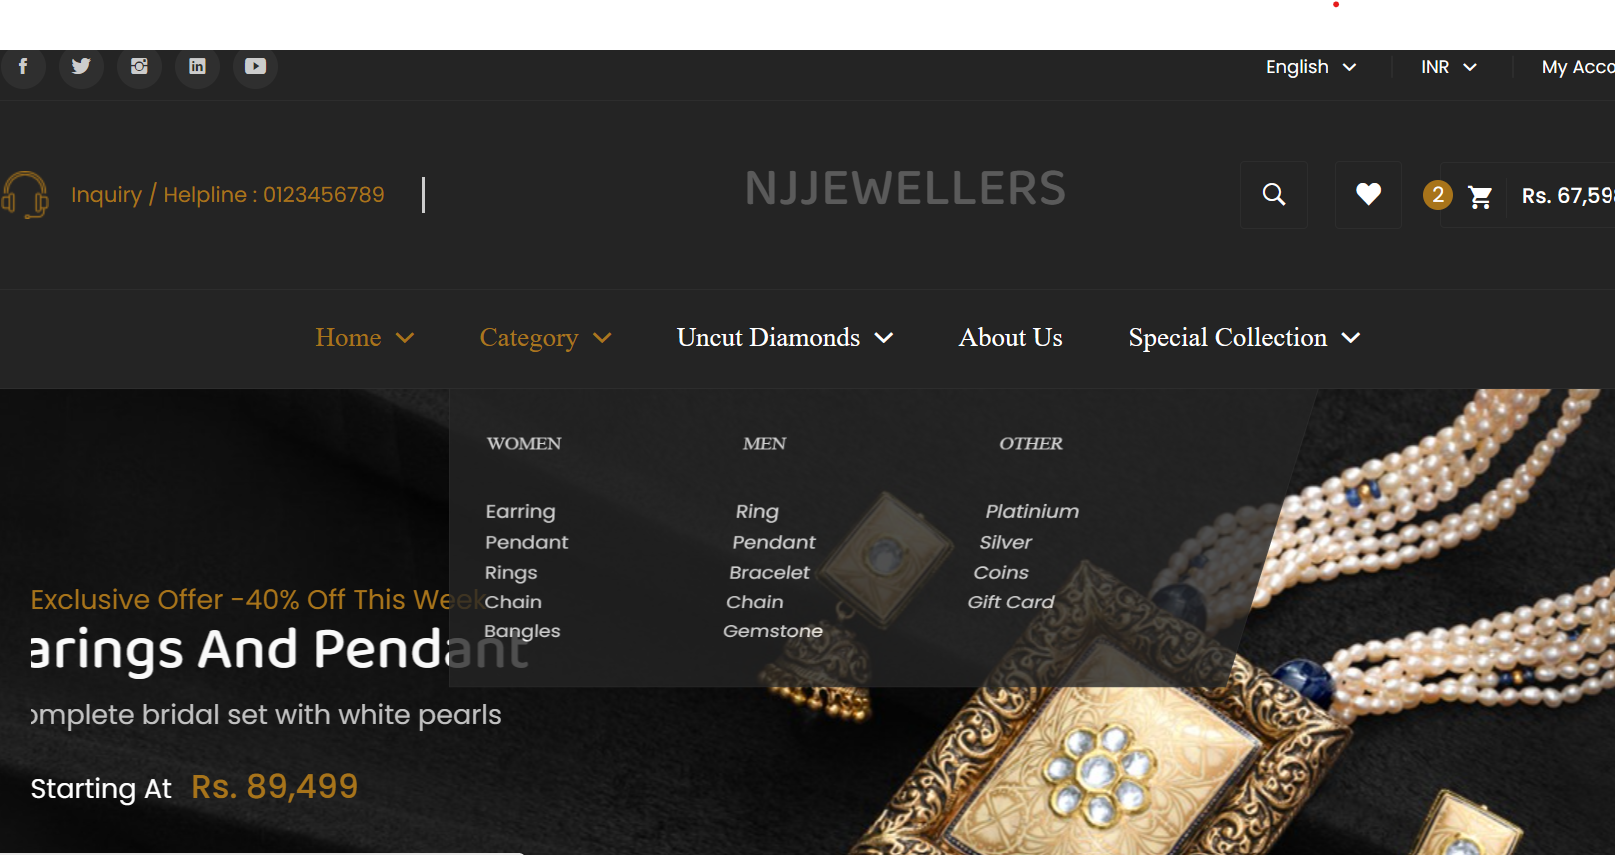 English INR My Acco
Inquiry / Helpline : 0123456789
NJJEWELLERS
2 Rs. 67,598
Home Category Uncut Diamonds About Us Special Collection
WOMEN MEN OTHER
Earring Ring Platinium
Pendant Pendant Silver
Rings Bracelet Coins
Chain Chain Gift Card
Bangles Gemstone
Exclusive Offer -40% Off This Week
arings And Pendant
omplete bridal set with white pearls
Starting At Rs. 89,499